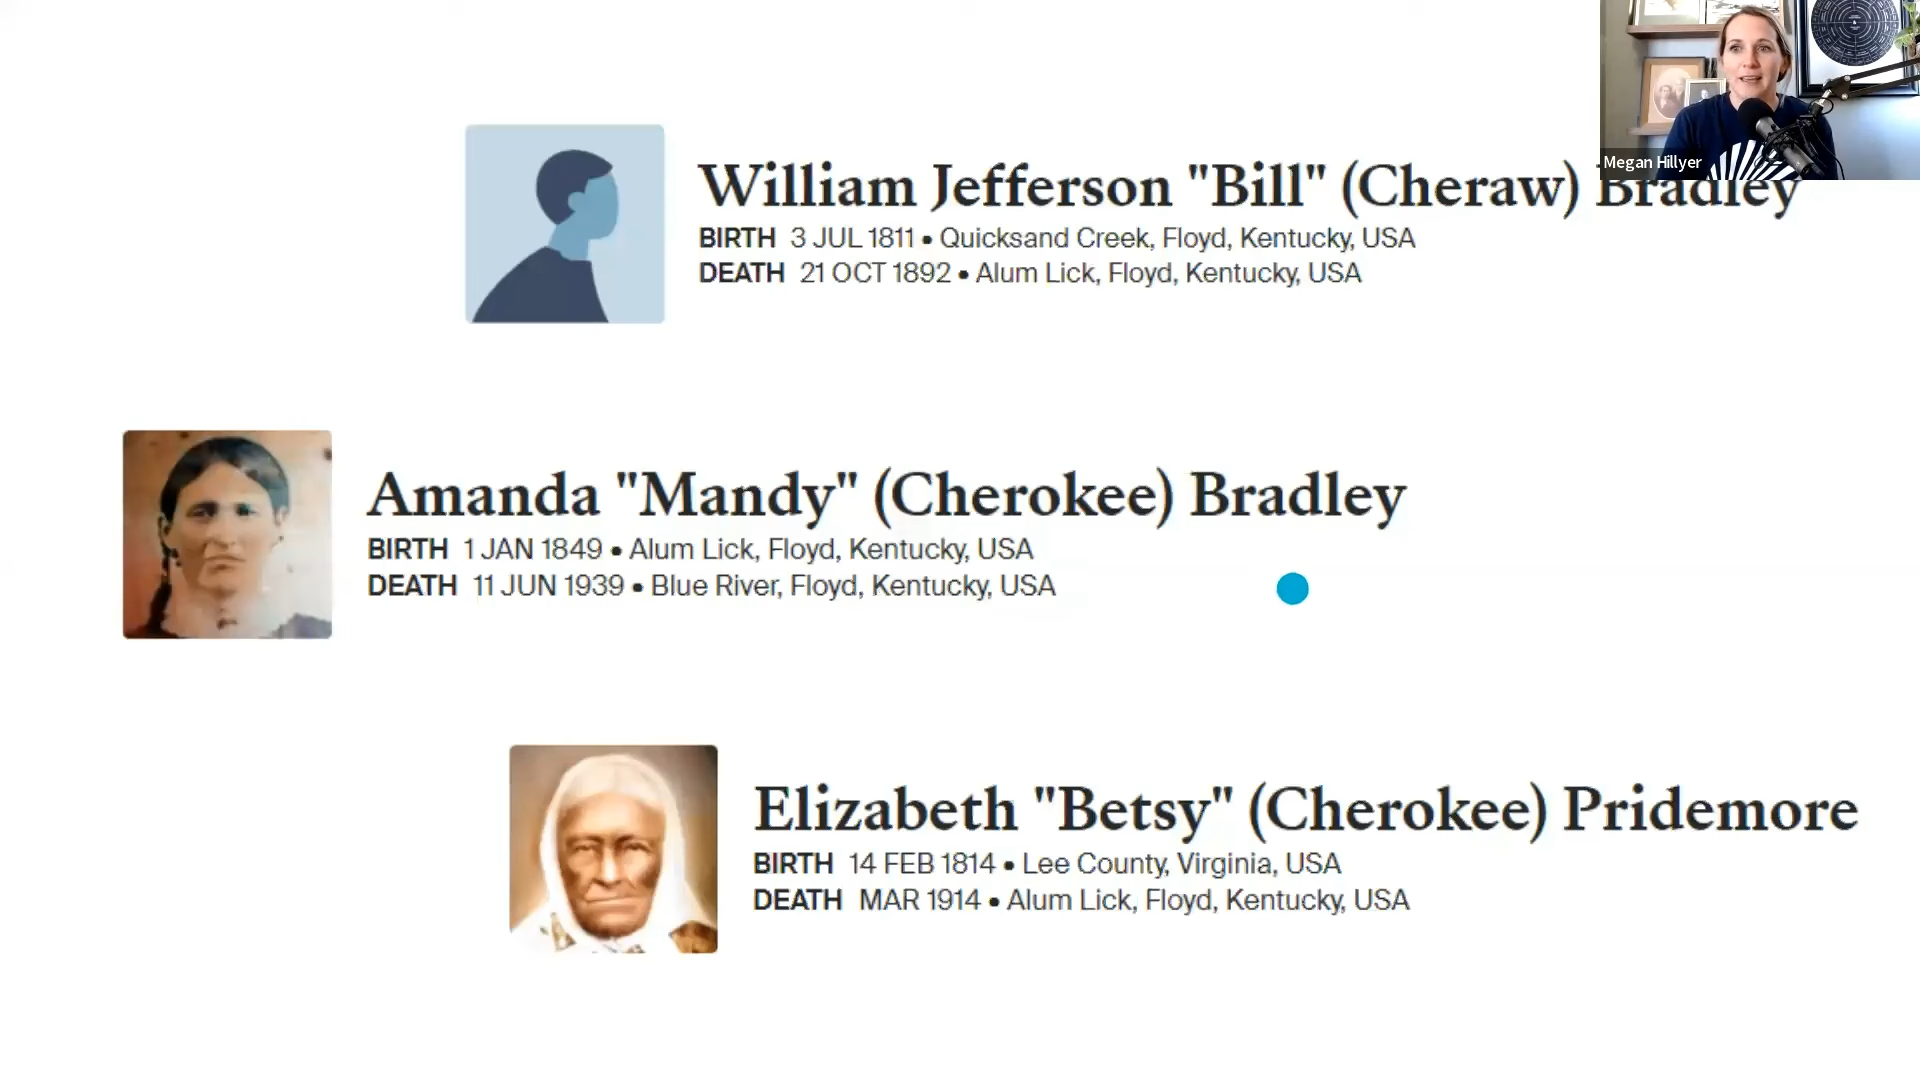 Megan Hillyer
William Jefferson "Bill" (Cheraw) Bradley
BIRTH 3 JUL 1811 • Quicksand Creek, Floyd, Kentucky, USA
DEATH 21 OCT 1892 • Alum Lick, Floyd, Kentucky, USA
Amanda "Mandy" (Cherokee) Bradley
BIRTH 1 JAN 1849 • Alum Lick, Floyd, Kentucky, USA
DEATH 11 JUN 1939 • Blue River, Floyd, Kentucky, USA
Elizabeth "Betsy" (Cherokee) Pridemore
BIRTH 14 FEB 1814 • Lee County, Virginia, USA
DEATH MAR 1914 • Alum Lick, Floyd, Kentucky, USA